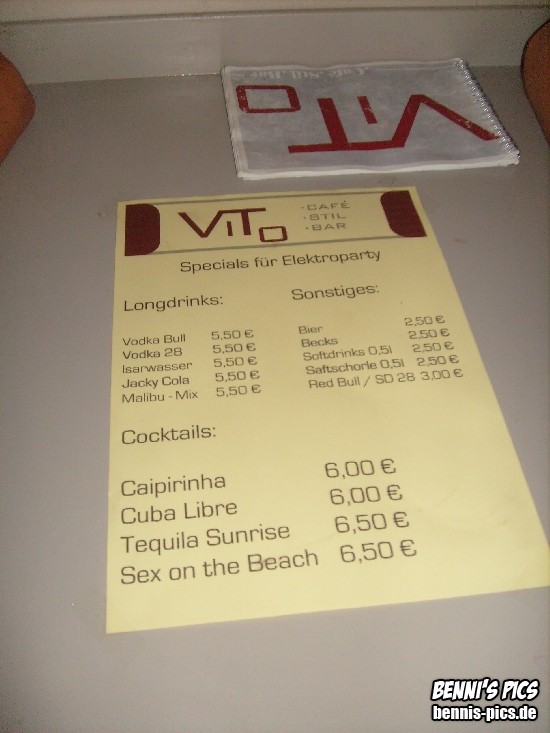 Café Stil Bar
ViTo
ViTo
·CAFÉ
·STIL
·BAR
Specials für Elektroparty
Longdrinks:
Vodka Bull 5,50 €
Vodka 28 5,50 €
Isarwasser 5,50 €
Jacky Cola 5,50 €
Malibu - Mix 5,50 €
Sonstiges:
Bier 2,50 €
Becks 2,50 €
Softdrinks 0,5l 2,50 €
Saftschorle 0,5l 2,50 €
Red Bull / SD 28 3,00 €
Cocktails:
Caipirinha 6,00 €
Cuba Libre 6,00 €
Tequila Sunrise 6,50 €
Sex on the Beach 6,50 €
BENNI'S PICS
bennis-pics.de